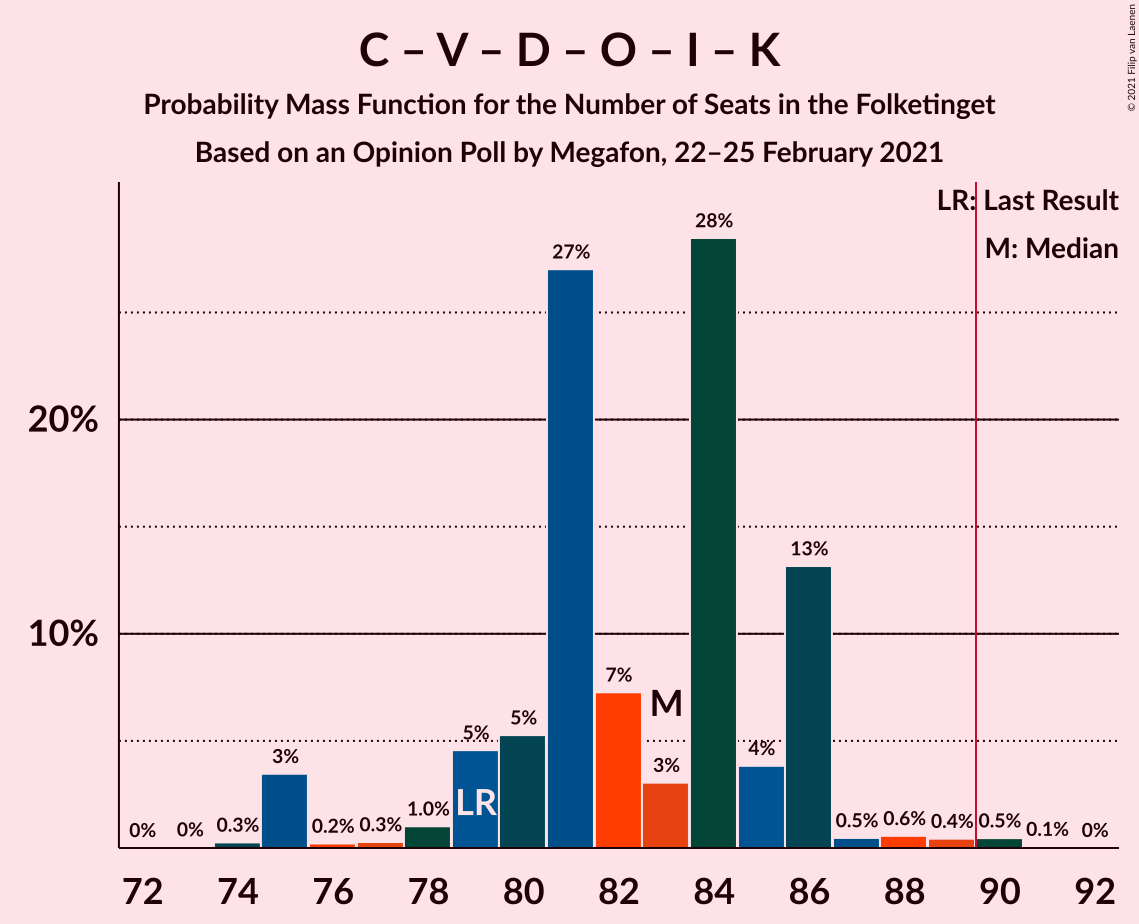 C – V – D – O – I – K
Probability Mass Function for the Number of Seats in the Folketinget
Based on an Opinion Poll by Megafon, 22–25 February 2021
© 2021 Filip van Laenen
LR: Last Result
M: Median
20%
10%
0%
0%
0.3%
3%
0.2%
0.3%
1.0%
5%
LR
5%
27%
7%
M
3%
28%
4%
13%
0.5%
0.6%
0.4%
0.5%
0.1%
0%
72 74 76 78 80 82 84 86 88 90 92